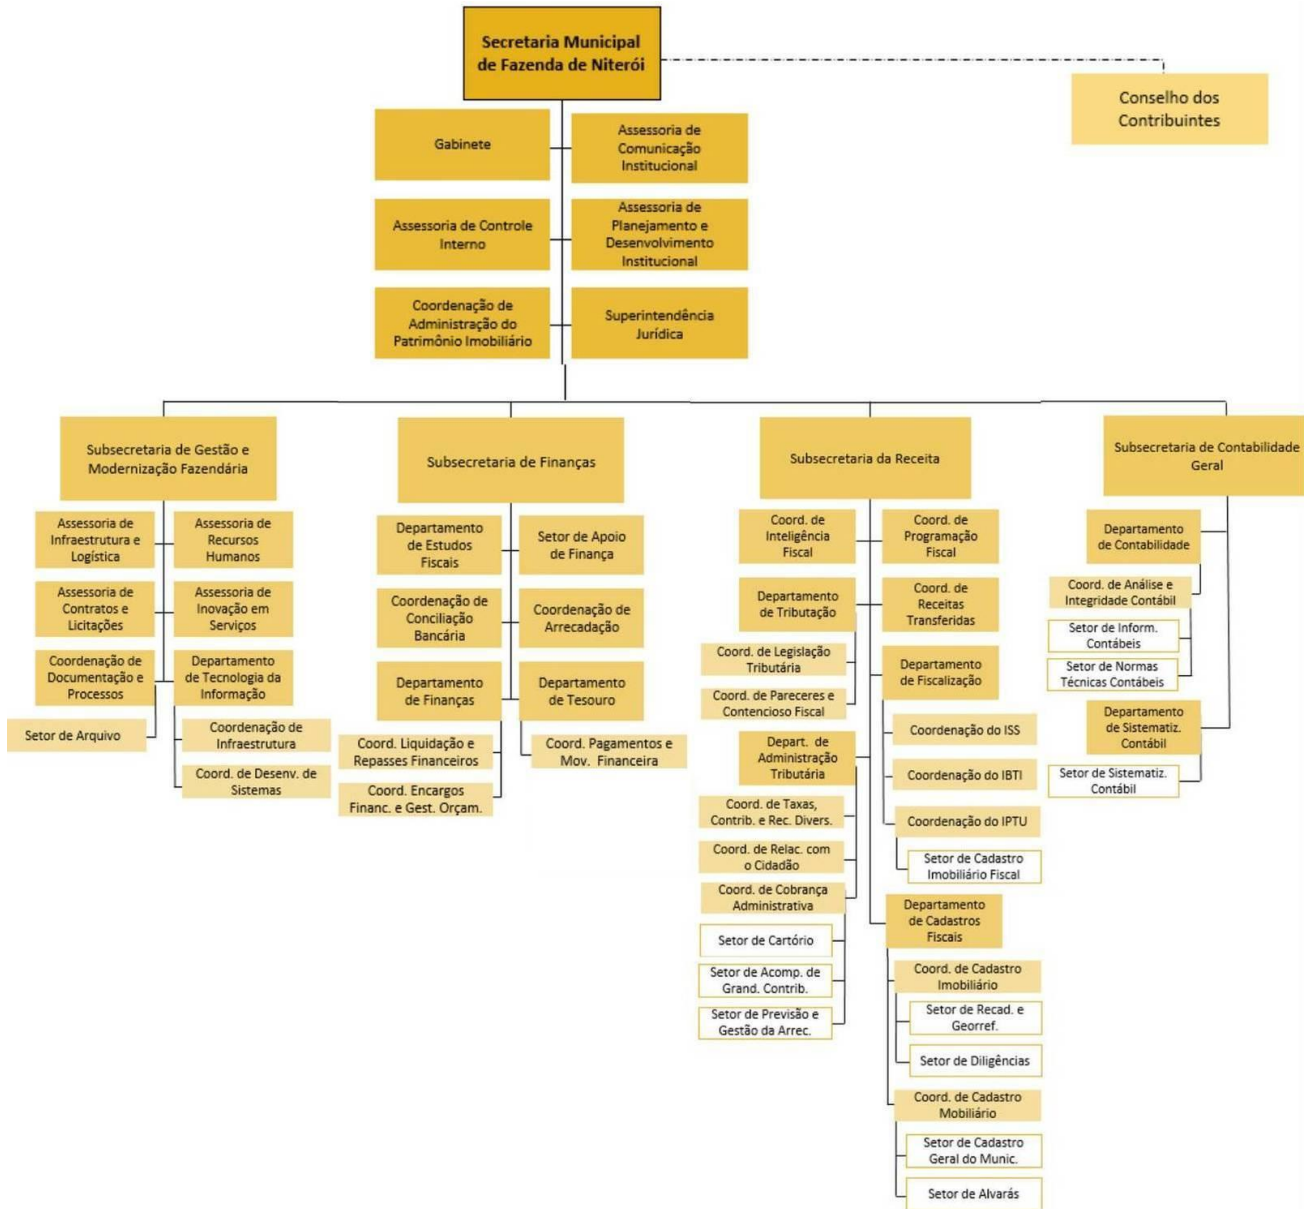 Secretaria Municipal
de Fazenda de Niterói
Conselho dos
Contribuintes
Gabinete
Assessoria de
Comunicação
Institucional
Assessoria de Controle
Interno
Assessoria de
Planejamento e
Desenvolvimento
Institucional
Coordenação de
Administração do
Patrimônio Imobiliário
Superintendência
Jurídica
Subsecretaria de Gestão e
Modernização Fazendária
Assessoria de
Infraestrutura e
Logística
Assessoria de
Recursos
Humanos
Assessoria de
Contratos e
Licitações
Assessoria de
Inovação em
Serviços
Coordenação de
Documentação e
Processos
Departamento
de Tecnologia da
Informação
Setor de Arquivo
Coordenação de
Infraestrutura
Coord. de Desenv. de
Sistemas
Subsecretaria de Finanças
Departamento
de Estudos
Fiscais
Setor de Apoio
de Finança
Coordenação de
Conciliação
Bancária
Coordenação de
Arrecadação
Departamento
de Finanças
Departamento
de Tesouro
Coord. Liquidação e
Repasses Financeiros
Coord. Pagamentos e
Mov. Financeira
Coord. Encargos
Financ. e Gest. Orçam.
Subsecretaria da Receita
Coord. de
Inteligência
Fiscal
Coord. de
Programação
Fiscal
Departamento
de Tributação
Coord. de
Receitas
Transferidas
Coord. de Legislação
Tributária
Coord. de Pareceres e
Contencioso Fiscal
Departamento
de Fiscalização
Coordenação do ISS
Coordenação do IBTI
Coordenação do IPTU
Setor de Cadastro
Imobiliário Fiscal
Depart. de
Administração
Tributária
Coord. de Taxas,
Contrib. e Rec. Divers.
Coord. de Relac. com
o Cidadão
Coord. de Cobrança
Administrativa
Setor de Cartório
Setor de Acomp. de
Grand. Contrib.
Setor de Previsão e
Gestão da Arrec.
Departamento
de Cadastros
Fiscais
Coord. de Cadastro
Imobiliário
Setor de Recad. e
Georref.
Setor de Diligências
Coord. de Cadastro
Mobiliário
Setor de Cadastro
Geral do Munic.
Setor de Alvarás
Subsecretaria de Contabilidade
Geral
Departamento
de Contabilidade
Coord. de Análise e
Integridade Contábil
Setor de Inform.
Contábeis
Setor de Normas
Técnicas Contábeis
Departamento
de Sistematiz.
Contábil
Setor de Sistematiz.
Contábil